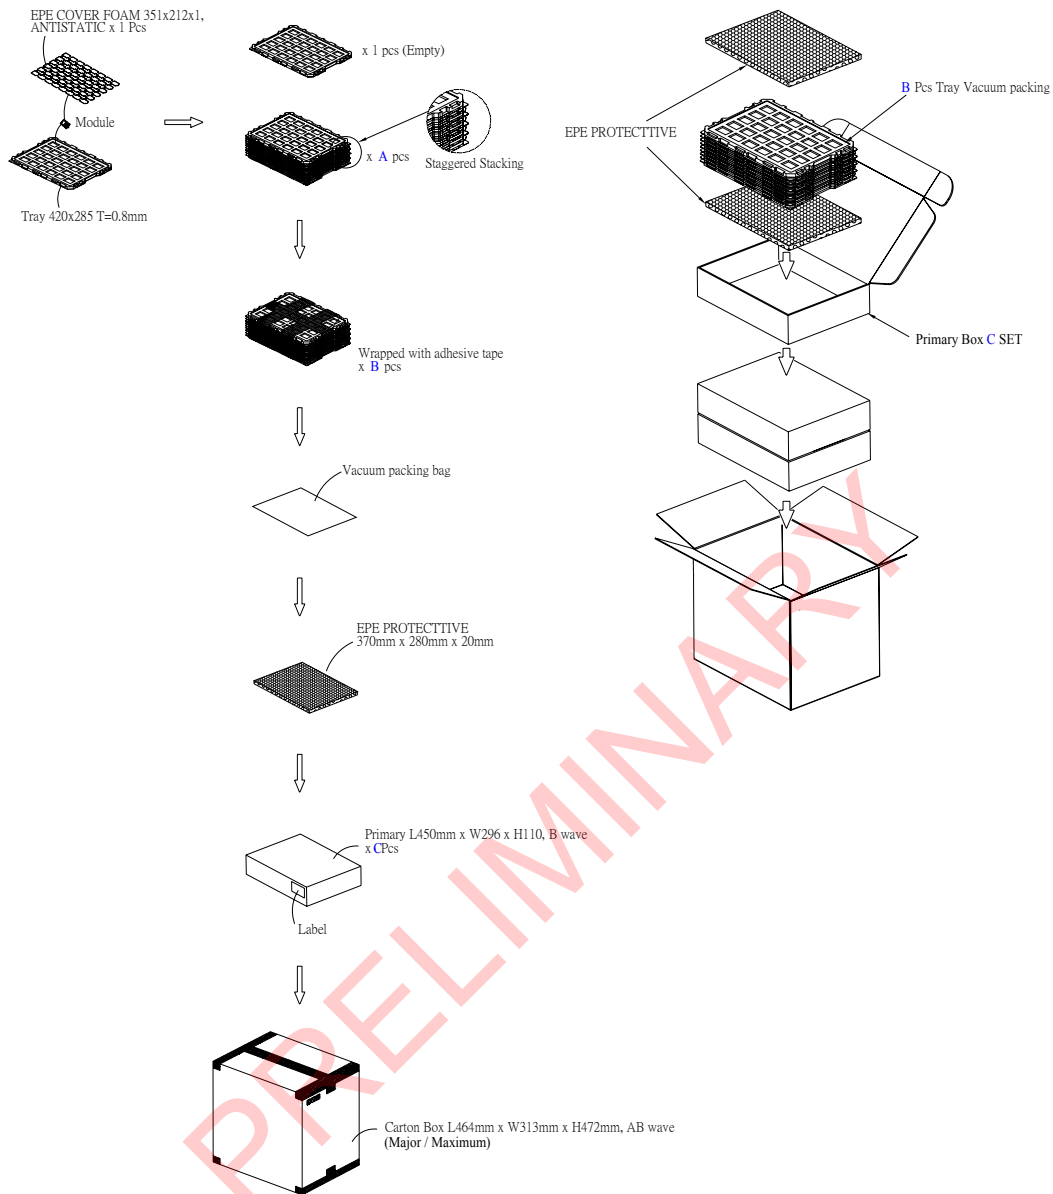 EPE COVER FOAM 351x212x1,
ANTISTATIC x 1 Pcs
Module
Tray 420x285 T=0.8mm
x 1 pcs (Empty)
x A pcs
Staggered Stacking
Wrapped with adhesive tape
x B pcs
Vacuum packing bag
EPE PROTECTTIVE
370mm x 280mm x 20mm
Primary L450mm x W296 x H110, B wave
x CPcs
Label
Carton Box L464mm x W313mm x H472mm, AB wave
(Major / Maximum)
B Pcs Tray Vacuum packing
EPE PROTECTTIVE
Primary Box C SET
PRELIMINARY